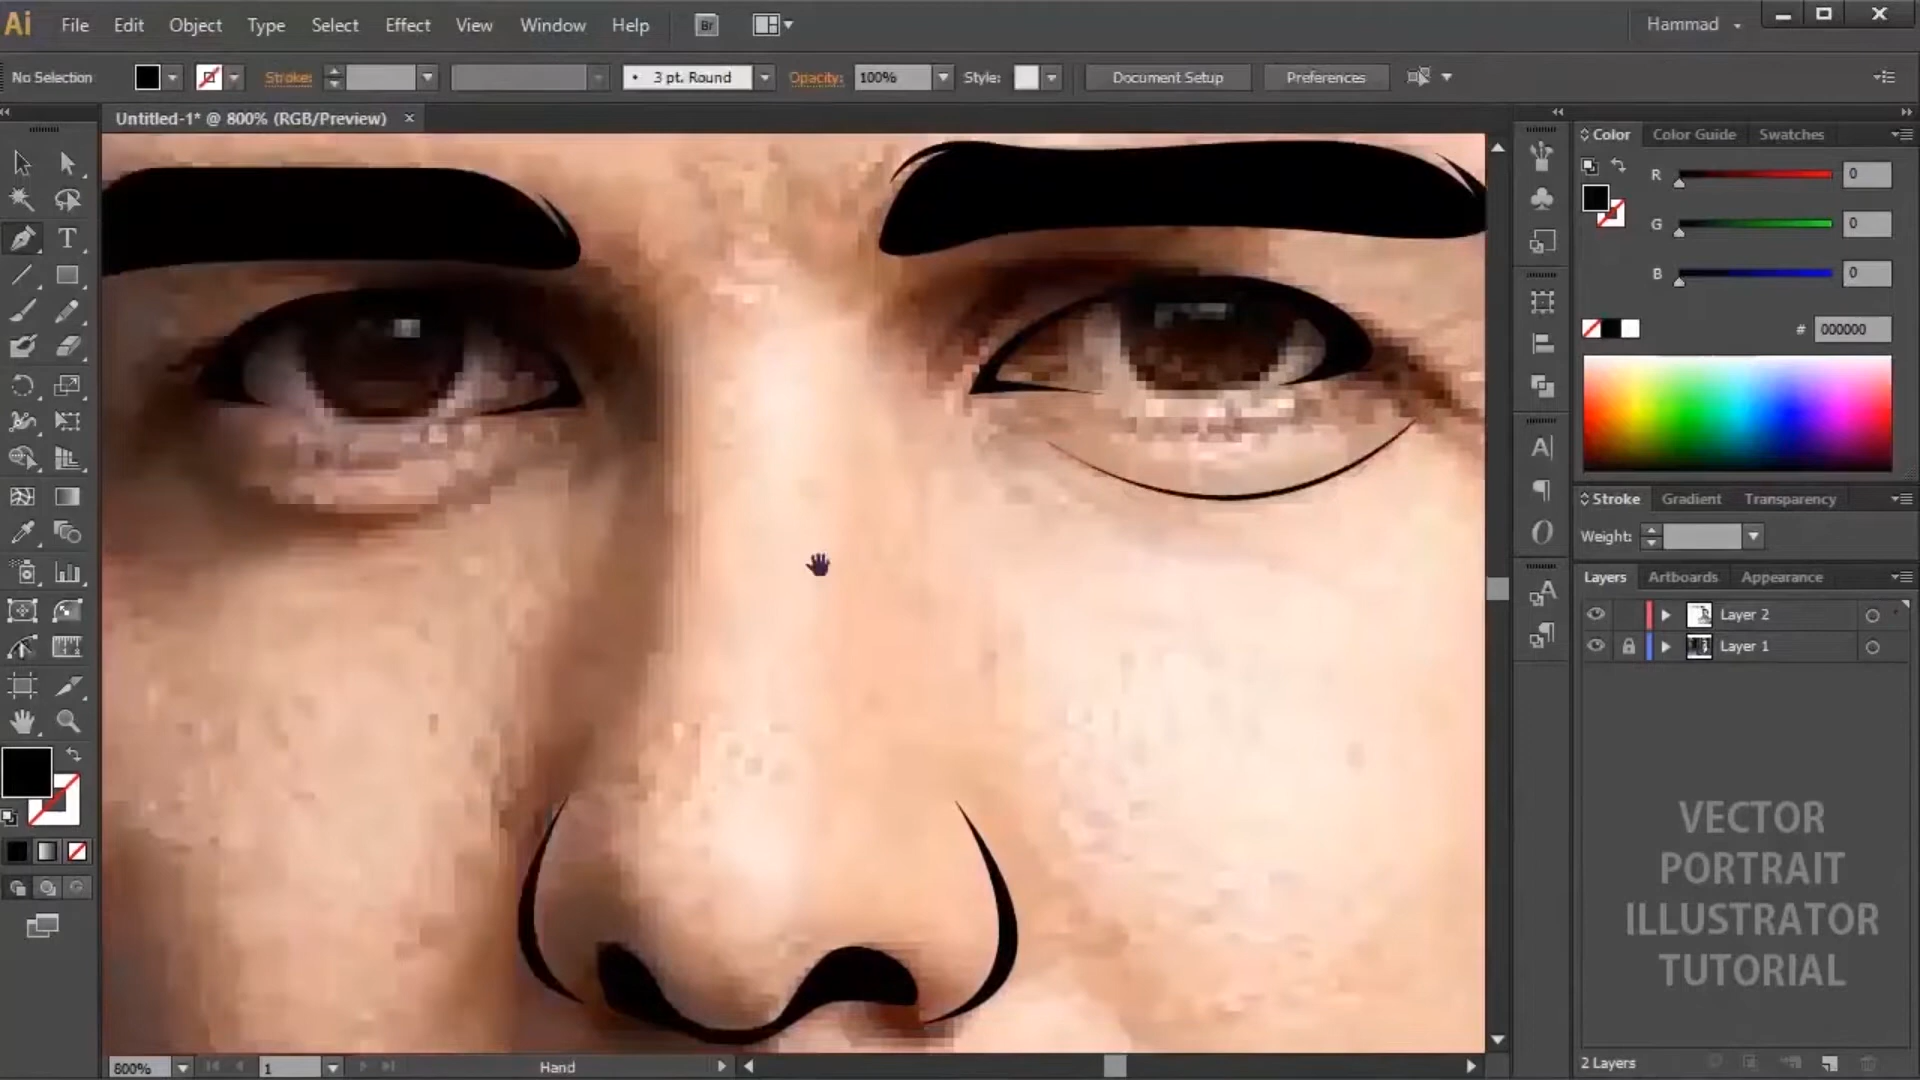 Ai File Edit Object Type Select Effect View Window Help Br Hammad
No Selection Stroke: 3 pt. Round Opacity: 100% Style: Document Setup Preferences
Untitled-1* @ 800% (RGB/Preview) ×
Color Color Guide Swatches
R 0
G 0
B 0
# 000000
Stroke Gradient Transparency
Weight:
Layers Artboards Appearance
Layer 2
Layer 1
VECTOR
PORTRAIT
ILLUSTRATOR
TUTORIAL
2 Layers
800% 1 Hand